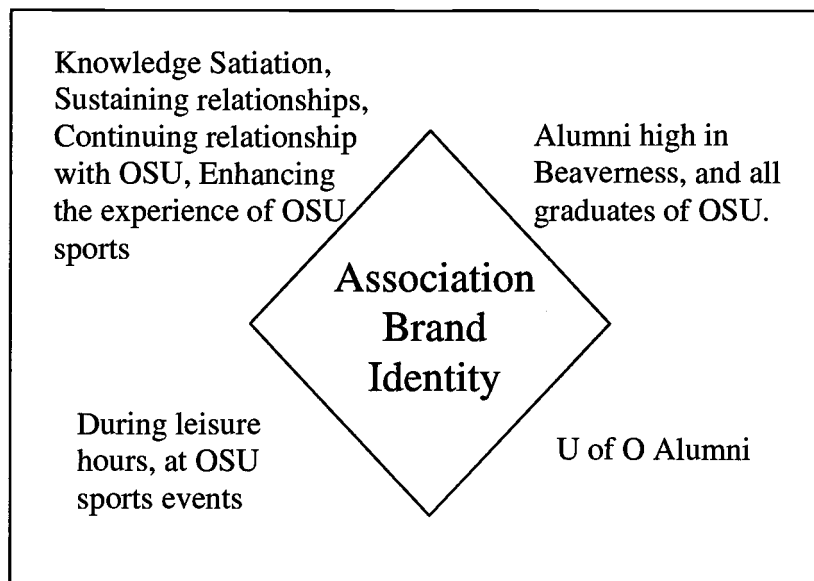 Knowledge Satiation,
Sustaining relationships,
Continuing relationship
with OSU, Enhancing
the experience of OSU
sports
Alumni high in
Beaverness, and all
graduates of OSU.
Association
Brand
Identity
During leisure
hours, at OSU
sports events
U of O Alumni